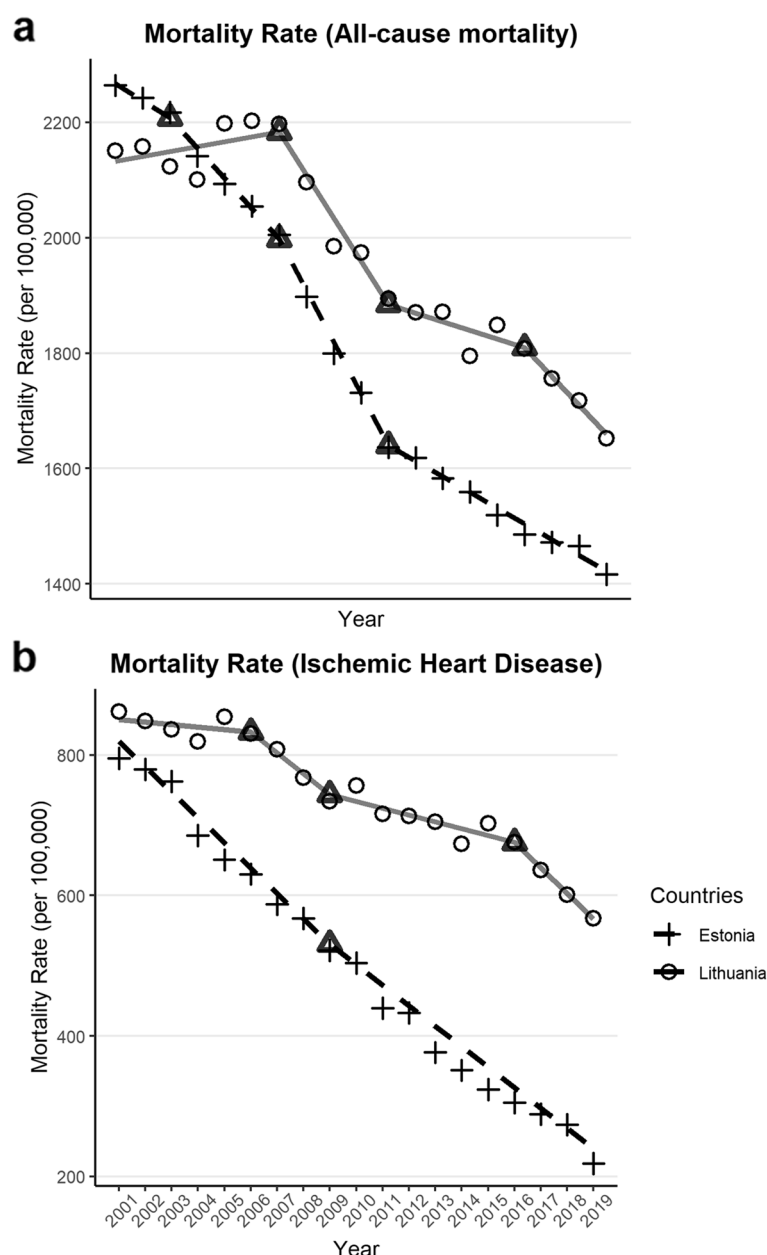 a
Mortality Rate (All-cause mortality)
Mortality Rate (per 100,000)
2200
2000
1800
1600
1400
Year
b
Mortality Rate (Ischemic Heart Disease)
Mortality Rate (per 100,000)
800
600
400
200
2001
2002
2003
2004
2005
2006
2007
2008
2009
2010
2011
2012
2013
2014
2015
2016
2017
2018
2019
Year
Countries
Estonia
Lithuania